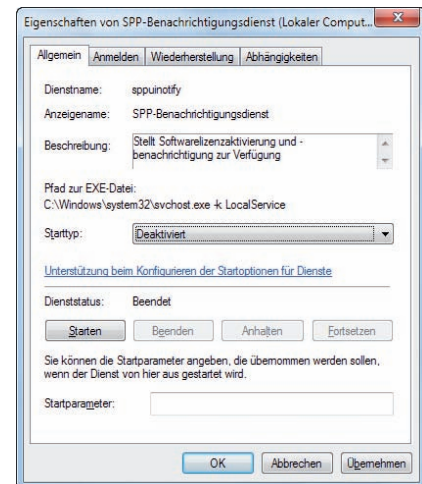 Eigenschaften von SPP-Benachrichtigungsdienst (Lokaler Comput...
Allgemein Anmelden Wiederherstellung Abhängigkeiten
Dienstname: sppuinotify
Anzeigename: SPP-Benachrichtigungsdienst
Beschreibung: Stellt Softwarelizenzaktivierung und -
benachrichtigung zur Verfügung
Pfad zur EXE-Datei:
C:\Windows\system32\svchost.exe -k LocalService
Starttyp: Deaktiviert
Unterstützung beim Konfigurieren der Startoptionen für Dienste
Dienststatus: Beendet
Starten Beenden Anhalten Fortsetzen
Sie können die Startparameter angeben, die übernommen werden sollen,
wenn der Dienst von hier aus gestartet wird.
Startparameter:
OK Abbrechen Übernehmen